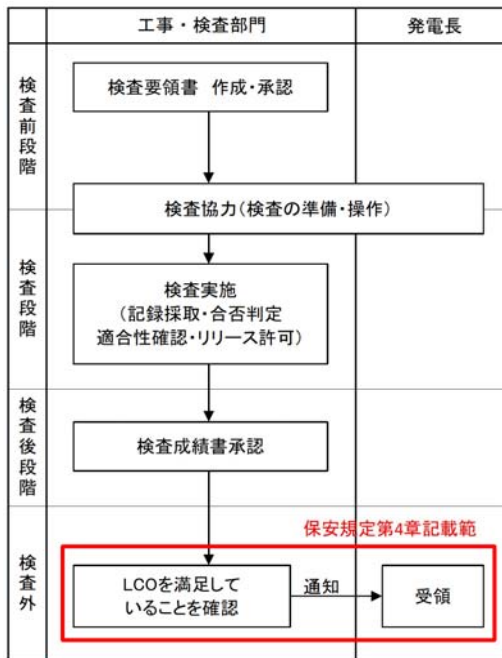 工事・検査部門
発電長
検査前段階
検査要領書 作成・承認
検査協力(検査の準備・操作)
検査段階
検査実施
(記録採取・合否判定
適合性確認・リリース許可)
検査後段階
検査成績書承認
保安規定第4章記載範
検査外
LCOを満足して
いることを確認
通知
受領